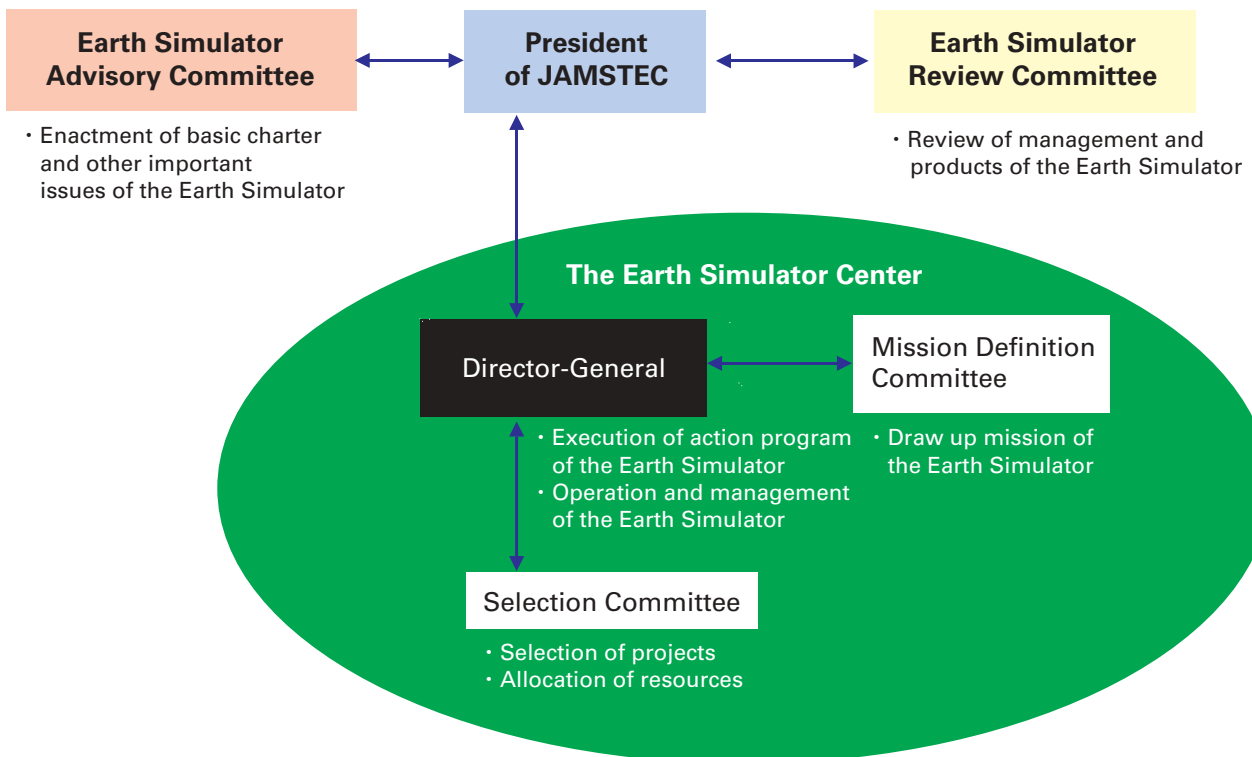 Earth Simulator
Advisory Committee
President
of JAMSTEC
Earth Simulator
Review Committee
・Enactment of basic charter
and other important
issues of the Earth Simulator
・Review of management and
products of the Earth Simulator
The Earth Simulator Center
Director-General
Mission Definition
Committee
・Execution of action program
of the Earth Simulator
・Operation and management
of the Earth Simulator
・Draw up mission of
the Earth Simulator
Selection Committee
・Selection of projects
・Allocation of resources